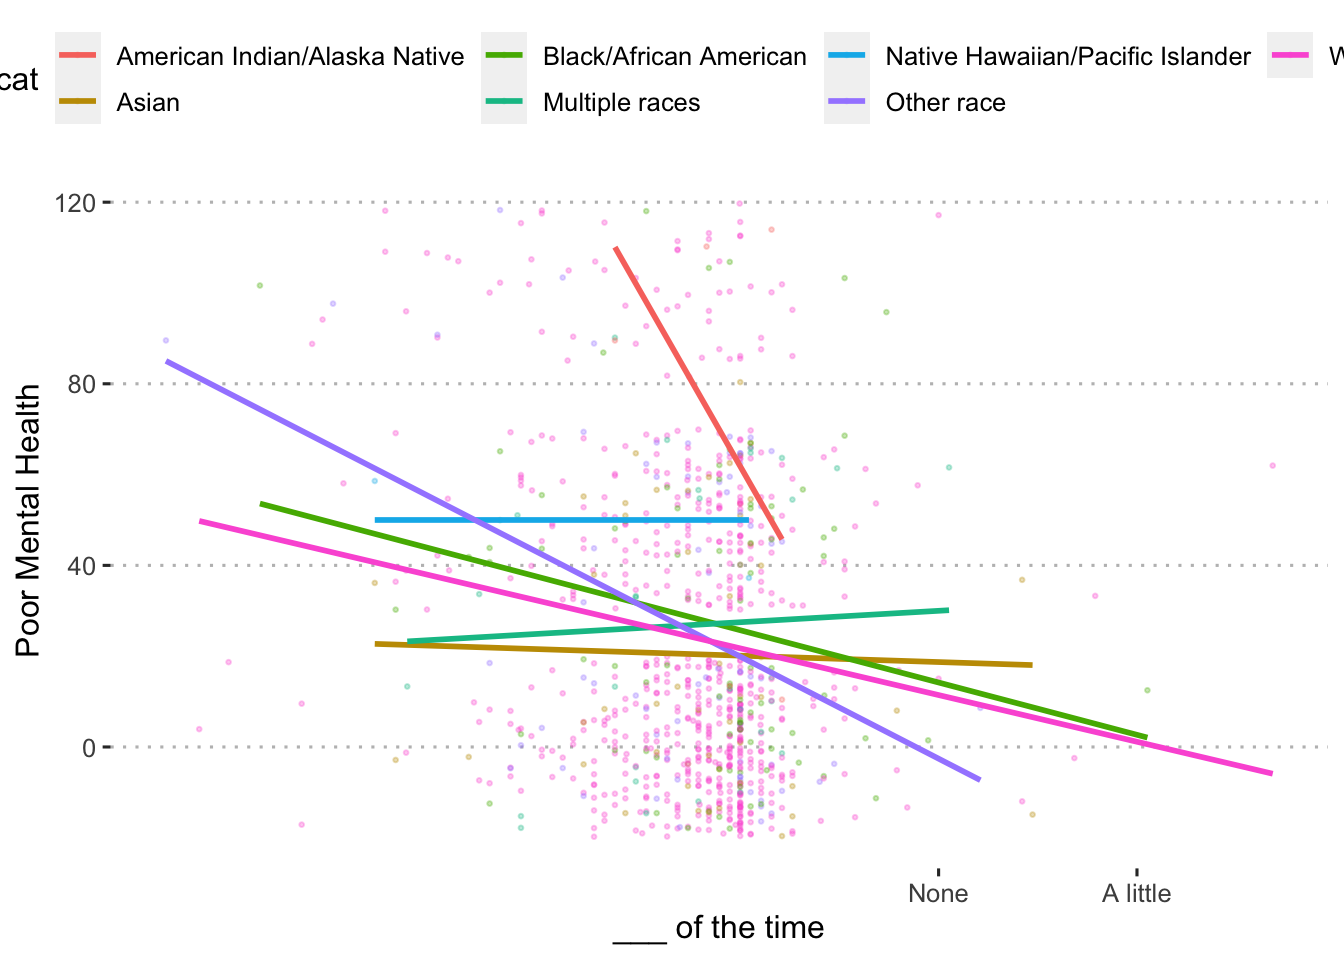 cat
American Indian/Alaska Native
Black/African American
Native Hawaiian/Pacific Islander
Asian
Multiple races
Other race
120
80
40
0
Poor Mental Health
None
A little
___ of the time